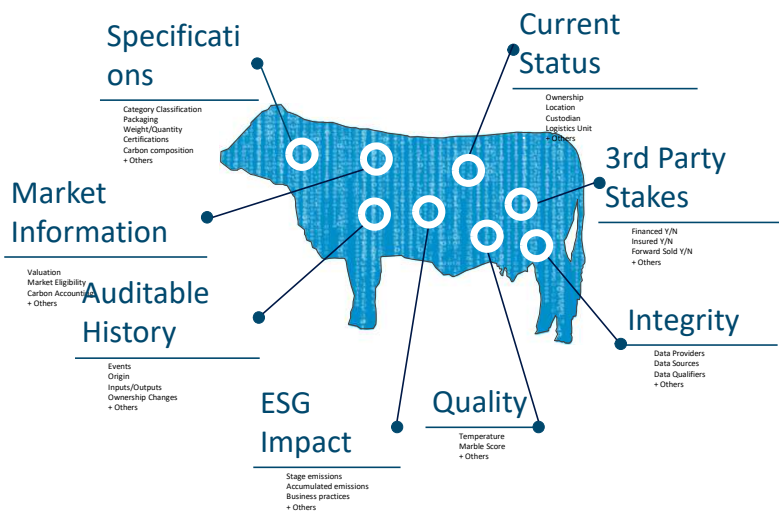 Specificati
ons
Category Classification
Packaging
Weight/Quantity
Certifications
Carbon composition
+ Others
Current
Status
Ownership
Location
Custodian
Logistics Unit
+ Others
3rd Party
Stakes
Financed Y/N
Insured Y/N
Forward Sold Y/N
+ Others
Market
Information
Valuation
Market Eligibility
Carbon Accounting
+ Others
Auditable
History
Events
Origin
Inputs/Outputs
Ownership Changes
+ Others
Integrity
Data Providers
Data Sources
Data Qualifiers
+ Others
ESG
Impact
Stage emissions
Accumulated emissions
Business practices
+ Others
Quality
Temperature
Marble Score
+ Others